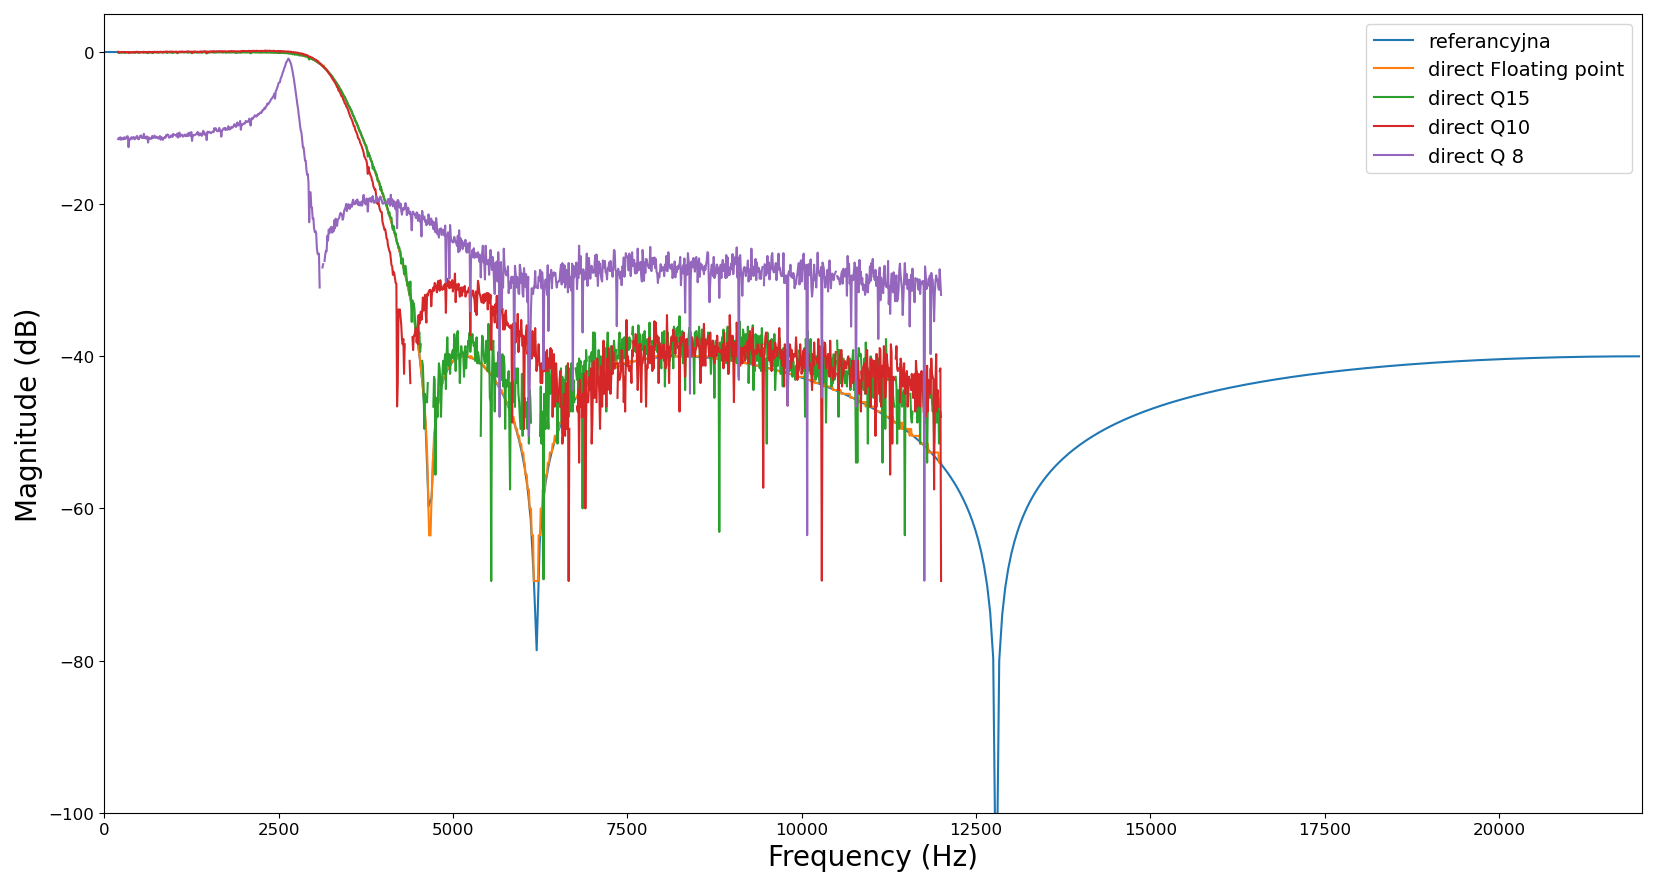 referancyjna
direct Floating point
direct Q15
direct Q10
direct Q 8
Magnitude (dB)
0
−20
−40
−60
−80
−100
0 2500 5000 7500 10000 12500 15000 17500 20000
Frequency (Hz)